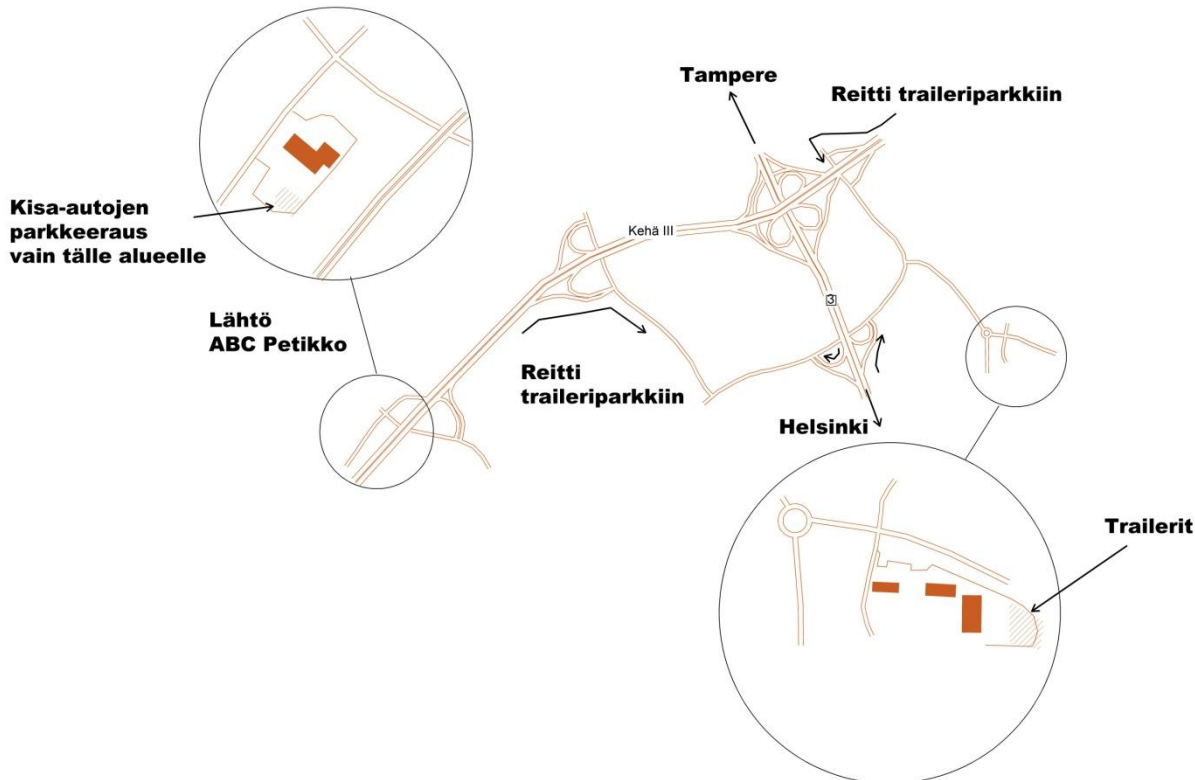 Tampere
Reitti traileriparkkiin
Kisa-autojen
parkkeeraus
vain tälle alueelle
Kehä III
3
Lähtö
ABC Petikko
Reitti
traileriparkkiin
Helsinki
Trailerit